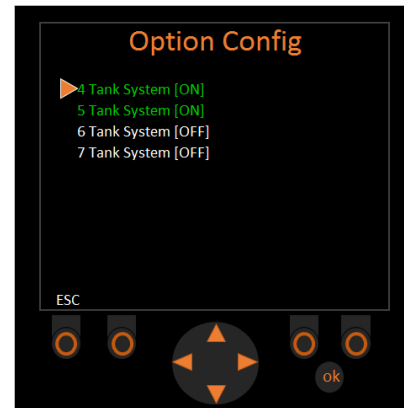 Option Config
4 Tank System [ON]
5 Tank System [ON]
6 Tank System [OFF]
7 Tank System [OFF]
ESC
ok